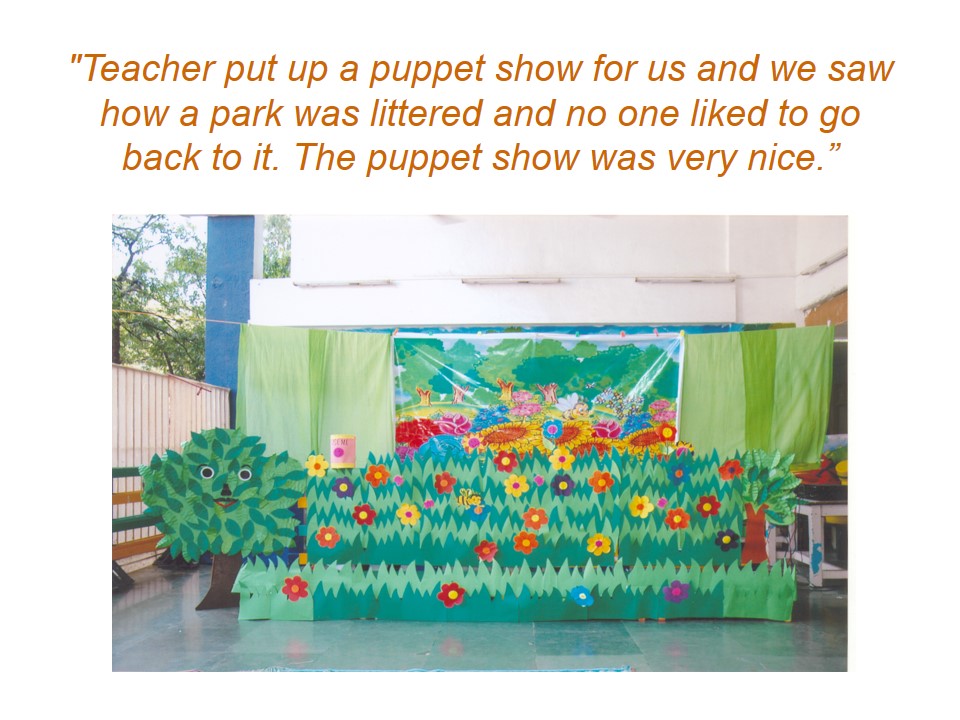 "Teacher put up a puppet show for us and we saw
how a park was littered and no one liked to go
back to it. The puppet show was very nice.”